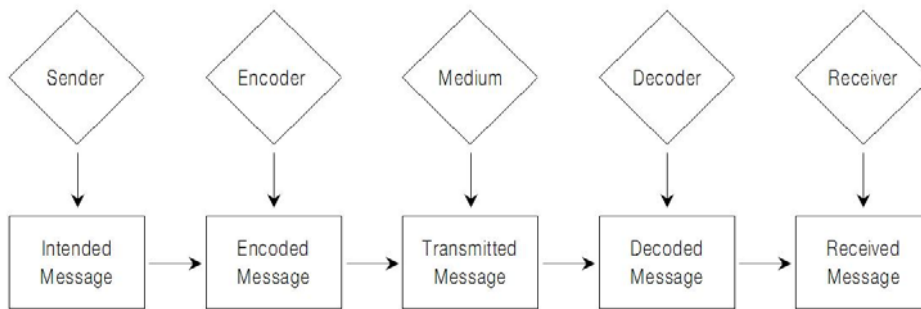 Sender
Encoder
Medium
Decoder
Receiver
Intended
Message
Encoded
Message
Transmitted
Message
Decoded
Message
Received
Message